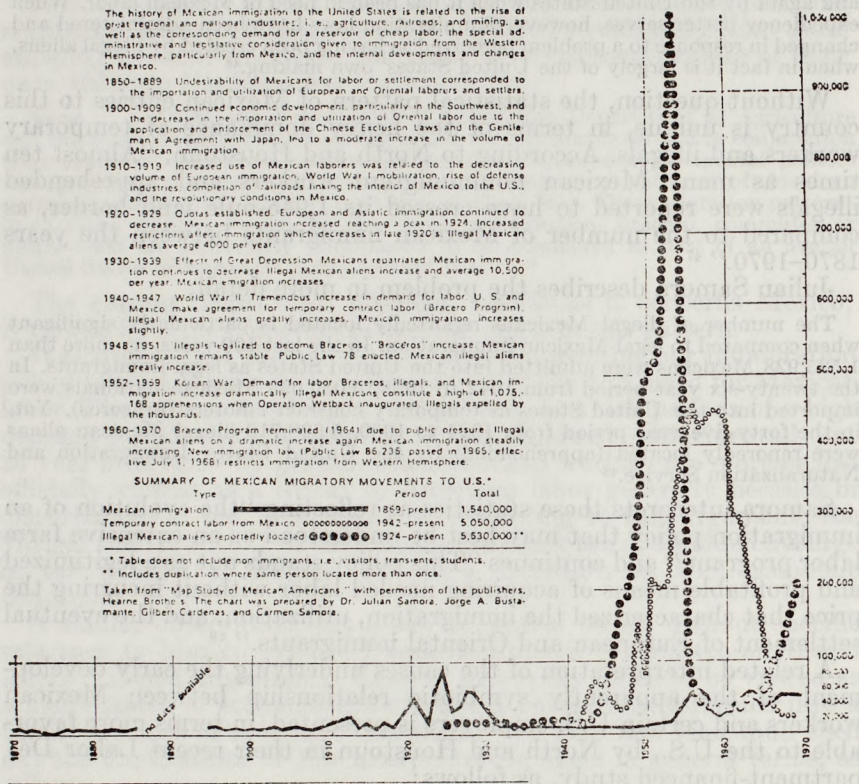 The history of Mexican immigration to the United States is related to the rise of
great regional and national industries, i. e., agriculture, railroads, and mining, as
well as the corresponding demand for a reservoir of cheap labor, the special ad-
ministrative and legislative consideration given to immigration from the Western
Hemisphere, particularly from Mexico, and the internal developments and changes
in Mexico.
1850-1889 Undesirability of Mexicans for labor or settlement corresponded to
the importation and utilization of European and Oriental laborers and settlers.
1900-1909 Continued economic development, particularly in the Southwest, and
the decrease in the importation and utilization of Oriental labor due to the
application and enforcement of the Chinese Exclusion Laws and the Gentle
man's Agreement with Japan, led to a moderate increase in the volume of
Mexican immigration.
1910-1919 Increased use of Mexican laborers was related to the decreasing
volume of European immigration, World War I mobilization, rise of defense
industries, completion of railroads linking the interior of Mexico to the U.S.,
and the revolutionary conditions in Mexico.
1920-1929 Quotas established. European and Asiatic immigration continued to
decrease. Mexican immigration increased reaching a peak in 1924. Increased
restrictions affect immigration which decreases in late 1920's. Illegal Mexican
aliens average 4000 per year.
1930-1939 Effects of Great Depression. Mexicans repatriated. Mexican immigra-
tion continues to decrease. Illegal Mexican aliens increase and average 10,500
per year. Mexican emigration increases.
1940-1947 World War II. Tremendous increase in demand for labor. U. S. and
Mexico make agreement for temporary contract labor (Bracero Program).
Illegal Mexican aliens greatly increases. Mexican immigration increases
slightly.
1948-1951 Illegals legalized to become Braceros. "Braceros" increase. Mexican
immigration remains stable. Public Law 78 enacted. Mexican illegal aliens
greatly increase.
1952-1959 Korean War. Demand for labor. Braceros, illegals, and Mexican im-
migration increase dramatically. Illegal Mexicans constitute a high of 1,075,
168 apprehensions when Operation Wetback inaugurated. Illegals expelled by
the thousands.
1960-1970 Bracero Program terminated (1964) due to public pressure. Illegal
Mexican aliens on a dramatic increase again. Mexican immigration steadily
increasing. New immigration law (Public Law 86-236, passed in 1965, effec-
tive July 1, 1968) restricts immigration from Western Hemisphere.
SUMMARY OF MEXICAN MIGRATORY MOVEMENTS TO U.S.*
Type Period Total
Mexican immigration 1869-present 1,540,000
Temporary contract labor from Mexico 1942-present 5,050,000
Illegal Mexican aliens reportedly located 1924-present 5,630,000**
* Table does not include non immigrants, i.e., visitors, transients, students.
** Includes duplication where same person located more than once.
Taken from "Map Study of Mexican Americans," with permission of the publishers,
Hearne Brothers. The chart was prepared by Dr. Julian Samora, Jorge A. Busta-
mante, Gilbert Cardenas, and Carmen Samora.
no data available
1,000,000
900,000
800,000
700,000
600,000
500,000
400,000
300,000
200,000
100,000
1870 1880 1890 1900 1910 1920 1930 1940 1950 1960 1970